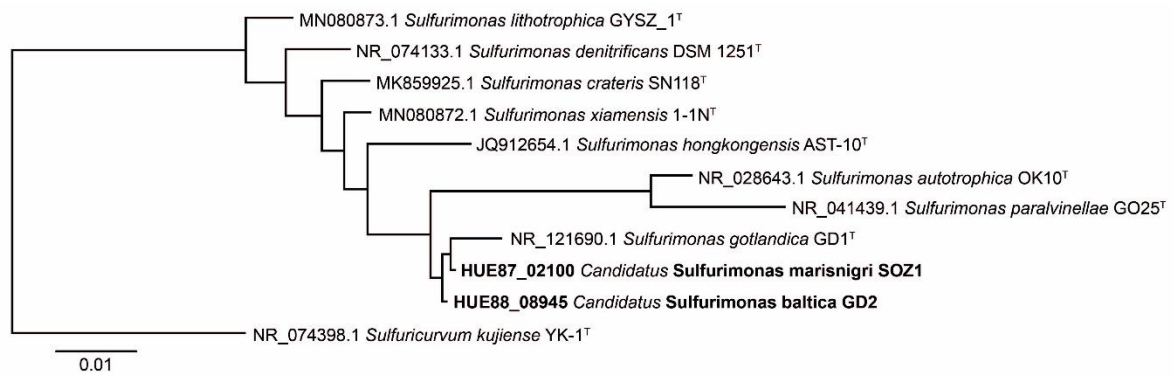 MN080873.1 Sulfurimonas lithotrophica GYSZ_1ᵀ
NR_074133.1 Sulfurimonas denitrificans DSM 1251ᵀ
MK859925.1 Sulfurimonas crateris SN118ᵀ
MN080872.1 Sulfurimonas xiamensis 1-1Nᵀ
JQ912654.1 Sulfurimonas hongkongensis AST-10ᵀ
NR_028643.1 Sulfurimonas autotrophica OK10ᵀ
NR_041439.1 Sulfurimonas paralvinellae GO25ᵀ
NR_121690.1 Sulfurimonas gotlandica GD1ᵀ
HUE87_02100 Candidatus Sulfurimonas marisnigri SOZ1
HUE88_08945 Candidatus Sulfurimonas baltica GD2
NR_074398.1 Sulfuricurvum kujiense YK-1ᵀ
0.01